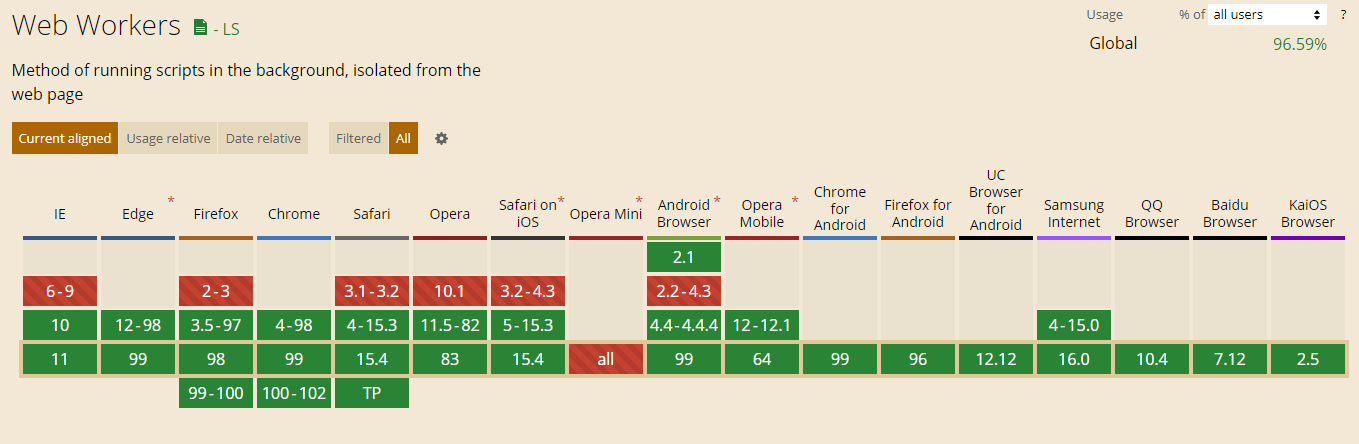 Web Workers - LS
Usage % of all users ?
Global 96.59%
Method of running scripts in the background, isolated from the
web page
Current aligned Usage relative Date relative Filtered All
IE
Edge *
Firefox
Chrome
Safari
Opera
Safari on *
iOS
Opera Mini *
Android *
Browser
Opera *
Mobile
Chrome
for
Android
Firefox for
Android
UC
Browser
for
Android
Samsung
Internet
QQ
Browser
Baidu
Browser
KaiOS
Browser
2.1
6-9 2-3 3.1-3.2 10.1 3.2-4.3 2.2-4.3
10 12-98 3.5-97 4-98 4-15.3 11.5-82 5-15.3 4.4-4.4.4 12-12.1 4-15.0
11 99 98 99 15.4 83 15.4 all 99 64 99 96 12.12 16.0 10.4 7.12 2.5
99-100 100-102 TP